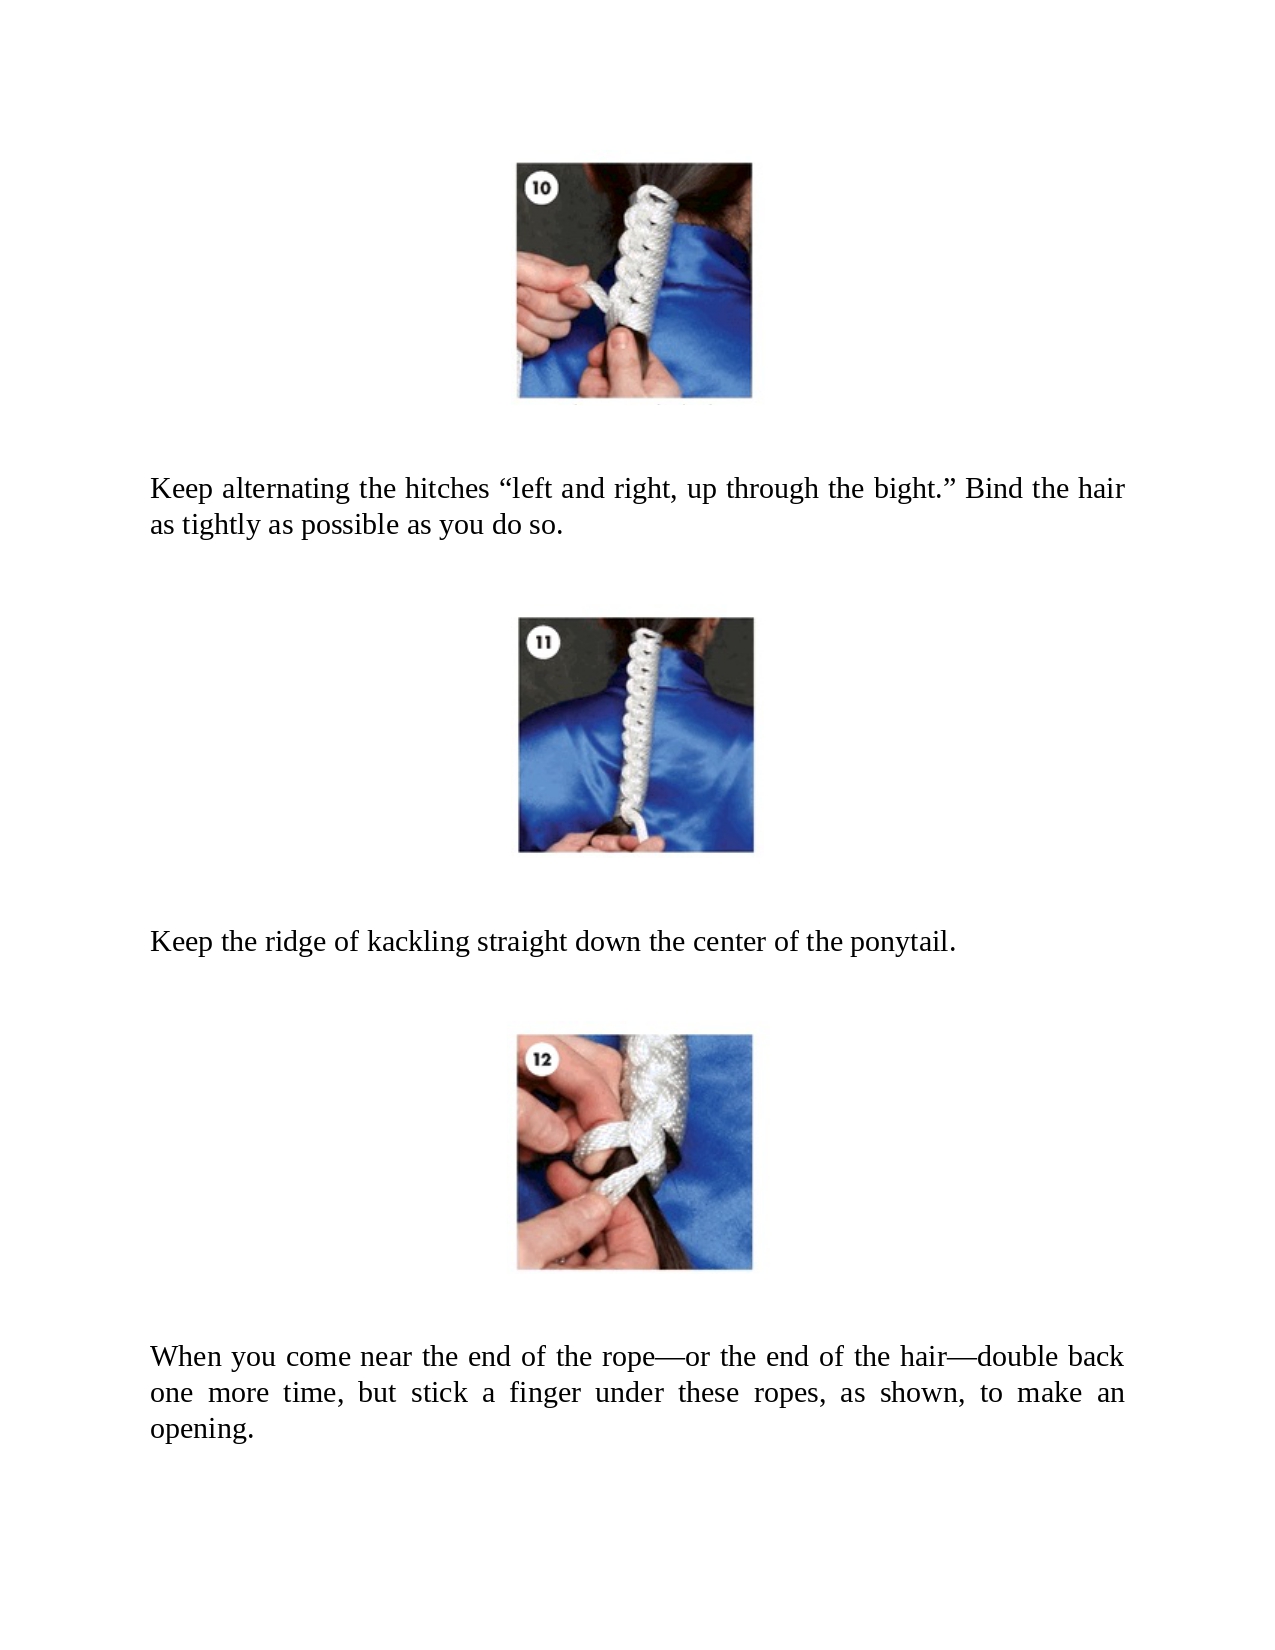 10
Keep alternating the hitches “left and right, up through the bight.” Bind the hair
as tightly as possible as you do so.
11
Keep the ridge of kackling straight down the center of the ponytail.
12
When you come near the end of the rope—or the end of the hair—double back
one more time, but stick a finger under these ropes, as shown, to make an
opening.